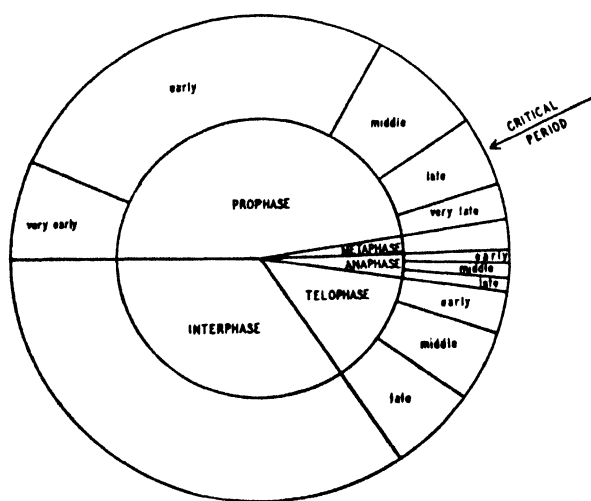 early
middle
CRITICAL
PERIOD
late
very late
very early
PROPHASE
METAPHASE
early
ANAPHASE
middle
late
TELOPHASE
early
INTERPHASE
middle
late